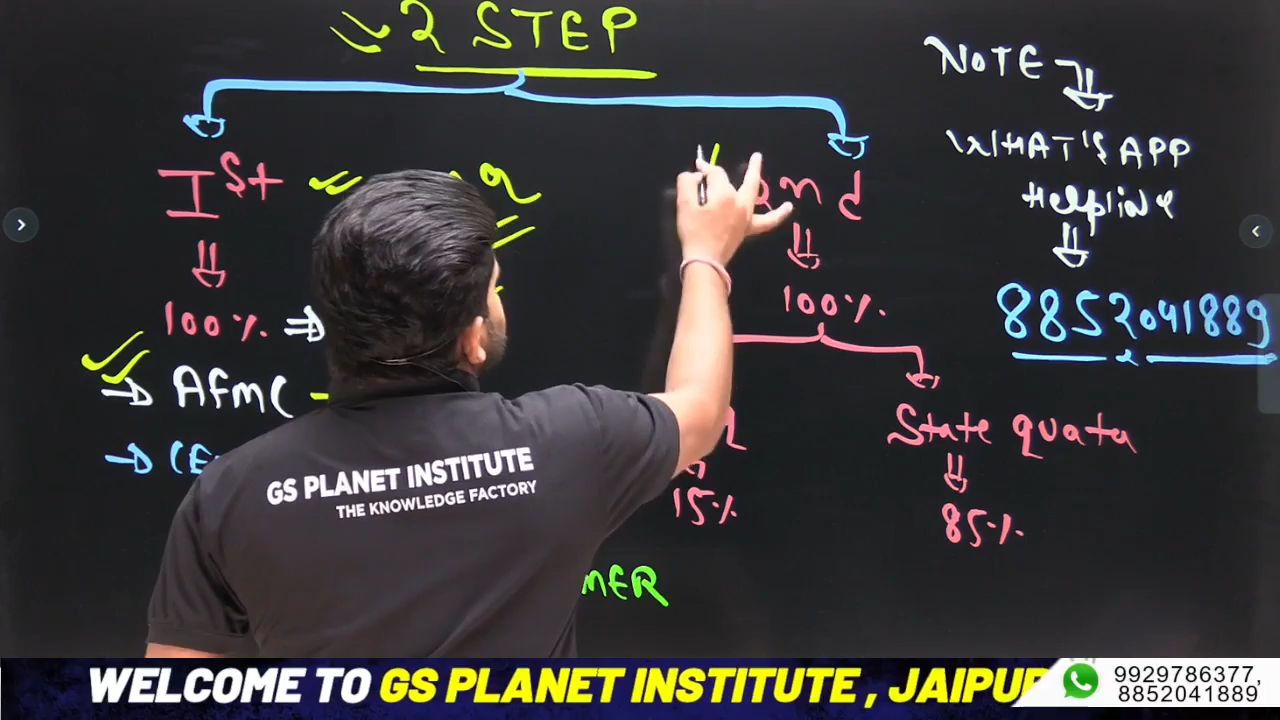 2 STEP
NOTE
WHAT'S APP
Helpline
8852041889
Ist
2nd
100%
100%
AFMC
State quata
15%
85%
MER
GS PLANET INSTITUTE
THE KNOWLEDGE FACTORY
WELCOME TO GS PLANET INSTITUTE , JAIPUR
9929786377,
8852041889